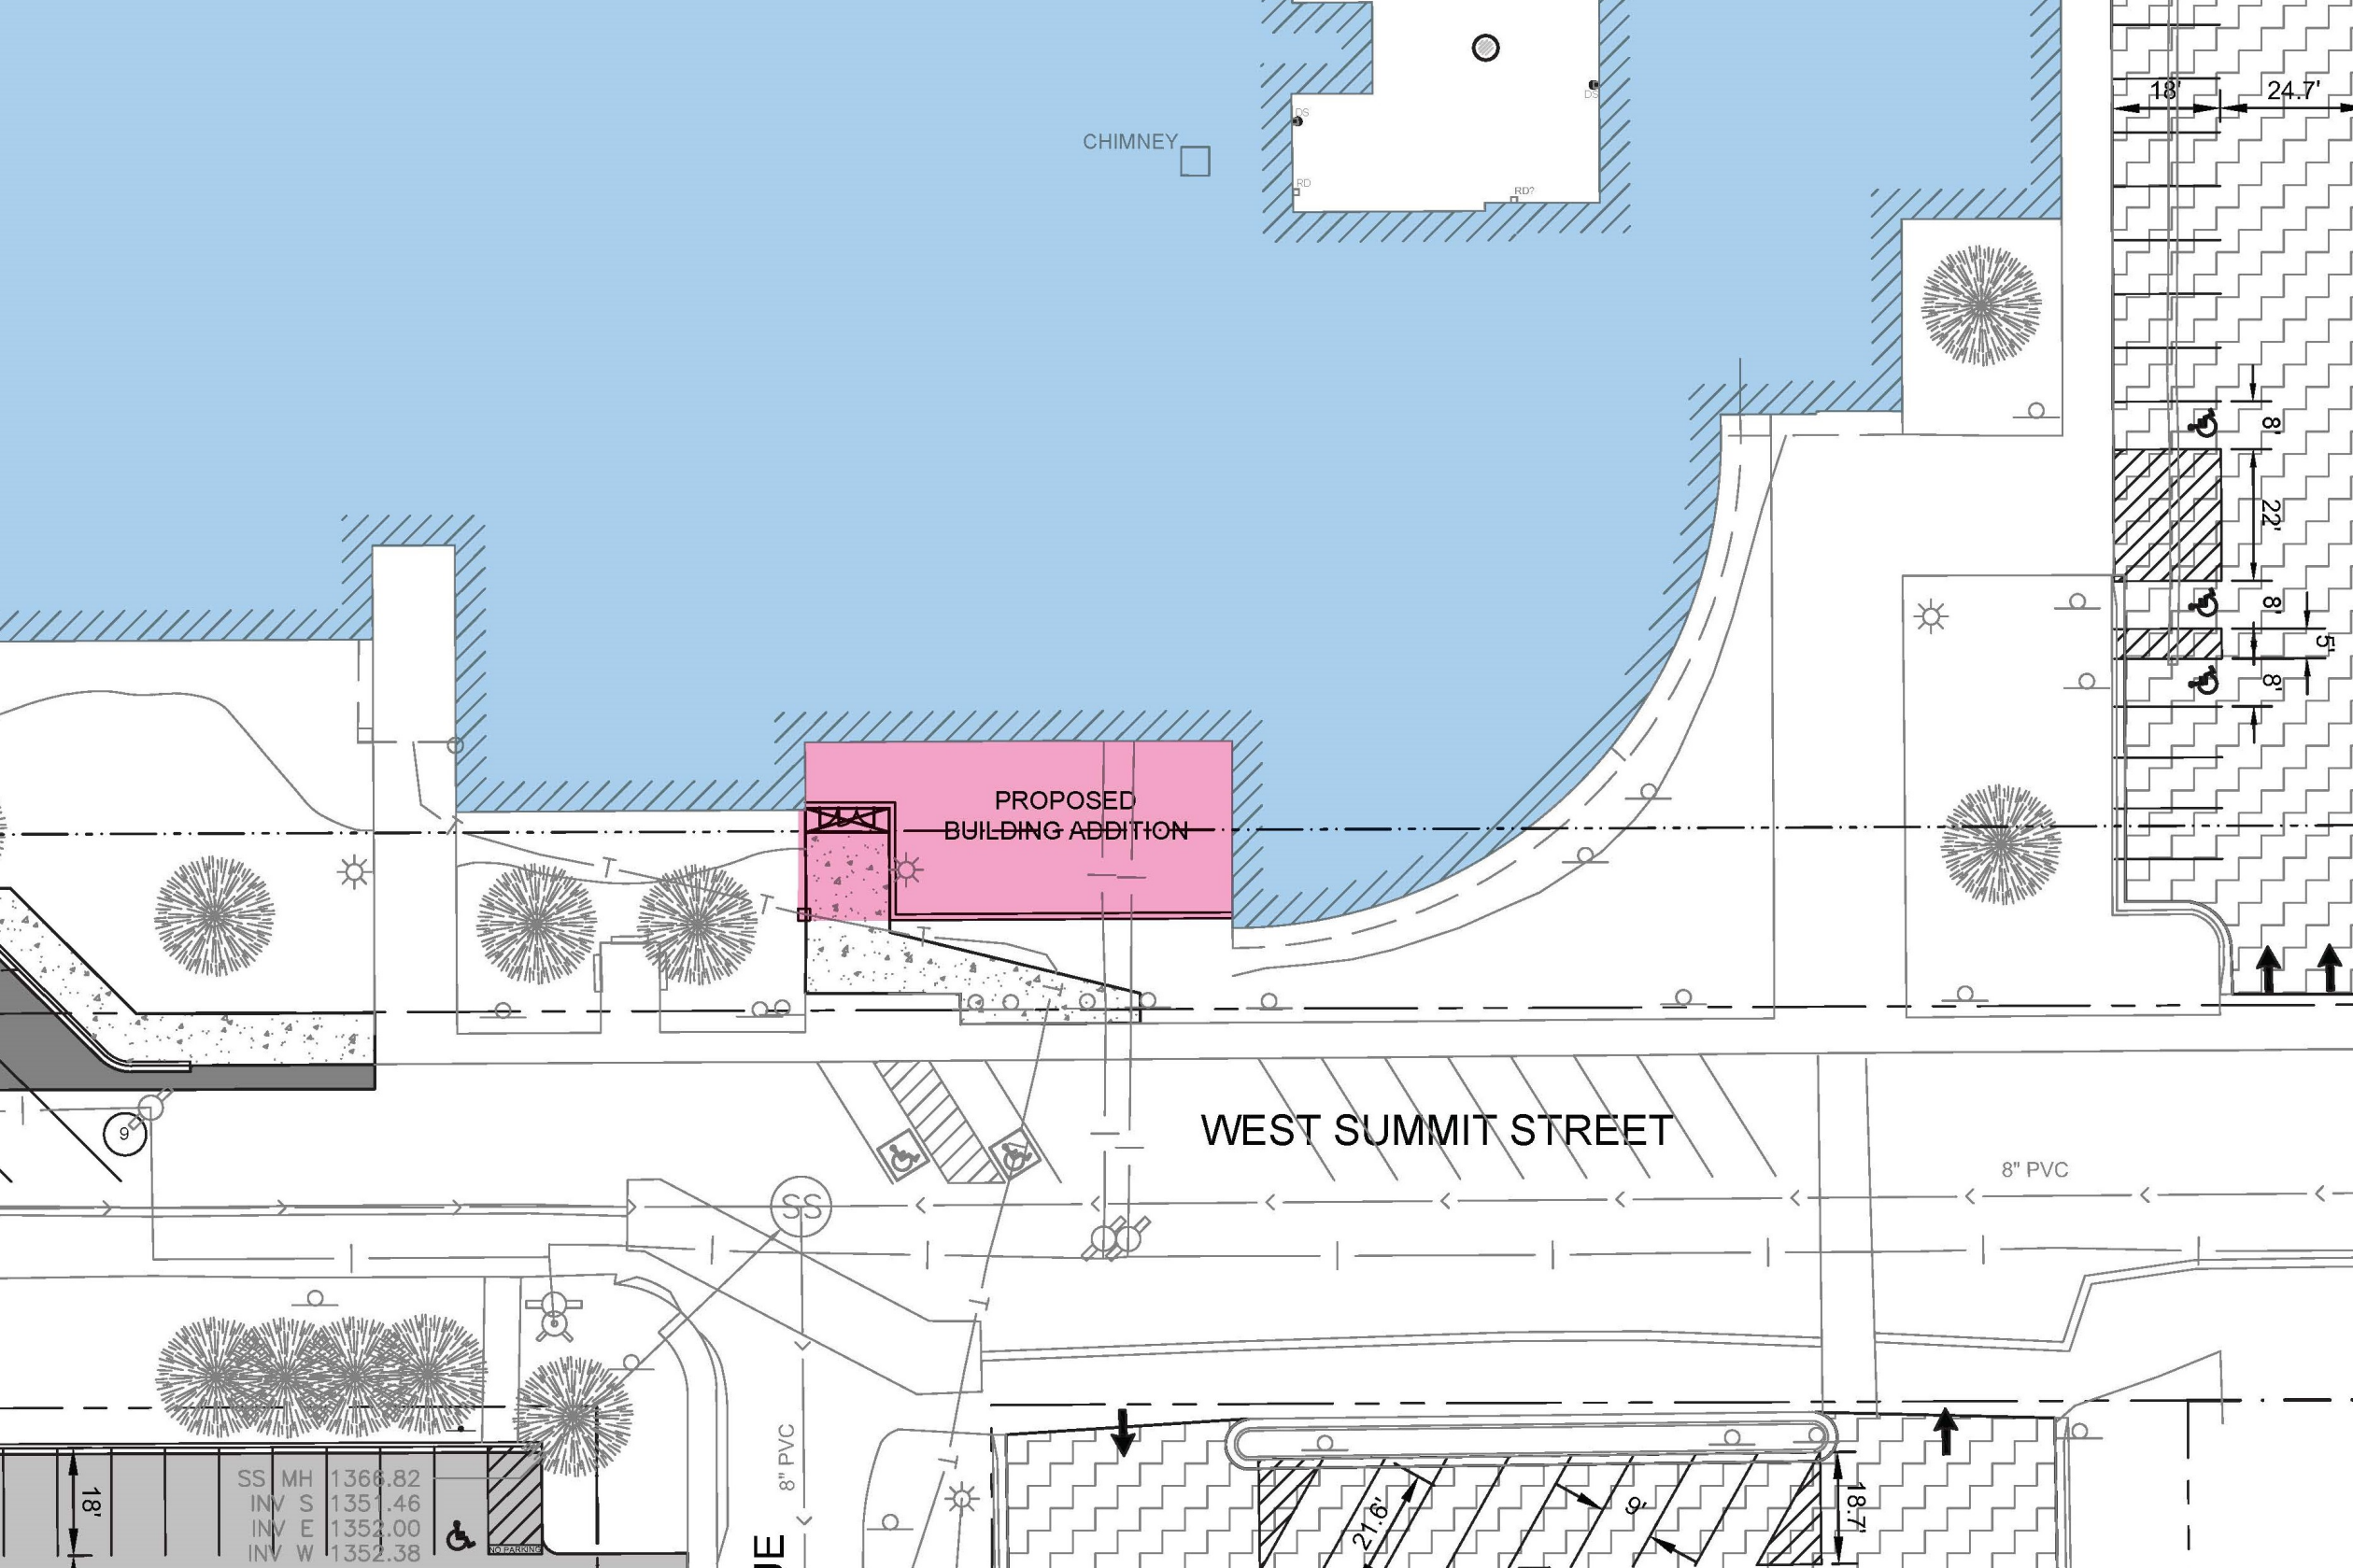 18'
24.7'
DS
DS
CHIMNEY
RD
RD?
8'
22'
8'
5'
8'
PROPOSED
BUILDING ADDITION
T
T
T
T
9
WEST SUMMIT STREET
8" PVC
SS
T
8" PVC
T
18'
SS MH 1366.82
INV S 1351.46
INV E 1352.00
INV W 1352.38
NO PARKING
21.6'
9'
18.7'